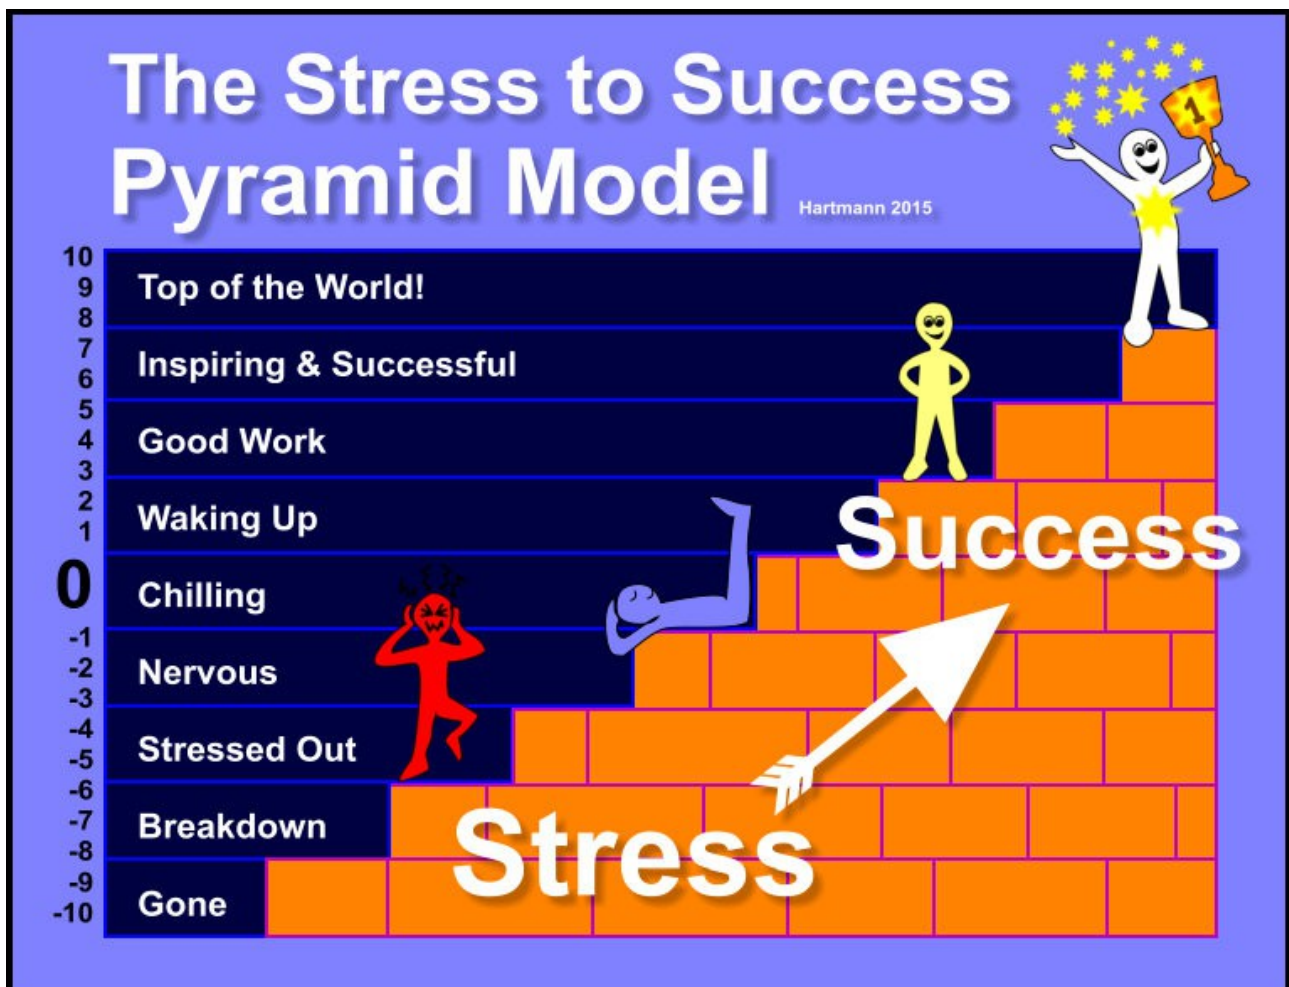 The Stress to Success
Pyramid Model
Hartmann 2015
1
10
9
8
Top of the World!
7
6
Inspiring & Successful
5
4
3
Good Work
2
1
Waking Up
0
Chilling
-1
-2
-3
Nervous
-4
-5
Stressed Out
-6
-7
-8
Breakdown
-9
-10
Gone
Success
Stress